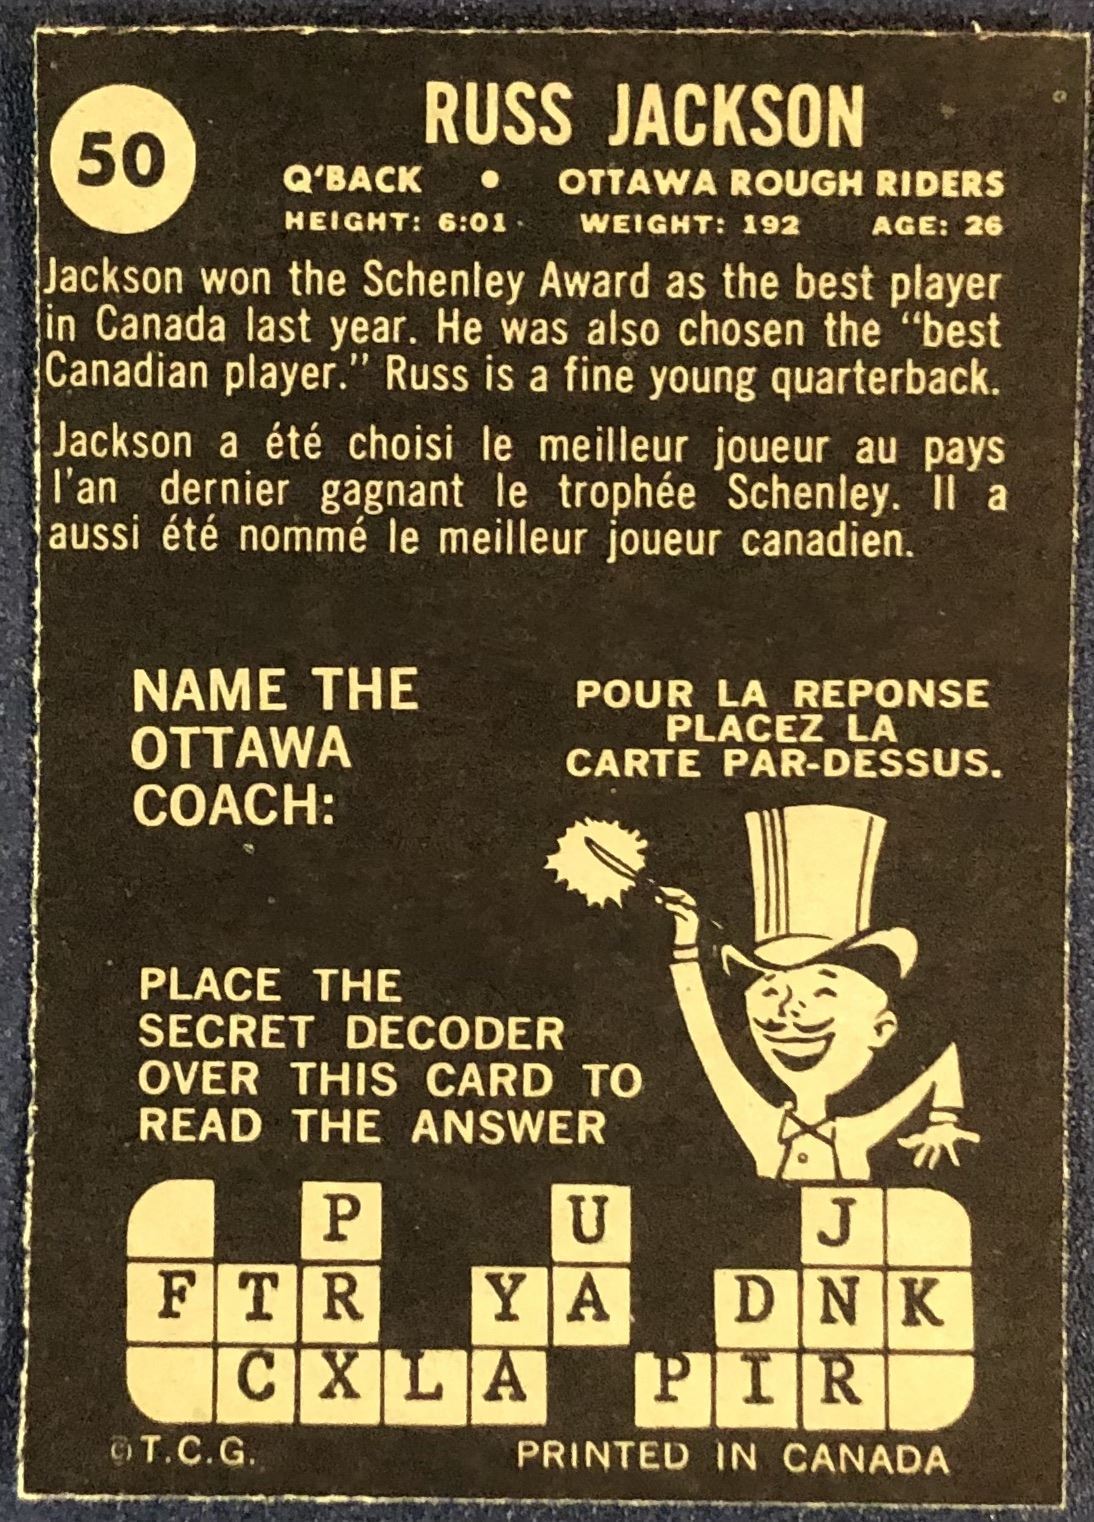 50
RUSS JACKSON
Q'BACK • OTTAWA ROUGH RIDERS
HEIGHT: 6:01 WEIGHT: 192 AGE: 26
Jackson won the Schenley Award as the best player
in Canada last year. He was also chosen the “best
Canadian player.” Russ is a fine young quarterback.
Jackson a été choisi le meilleur joueur au pays
l'an dernier gagnant le trophée Schenley. Il a
aussi été nommé le meilleur joueur canadien.
NAME THE
OTTAWA
COACH:
POUR LA REPONSE
PLACEZ LA
CARTE PAR-DESSUS.
PLACE THE
SECRET DECODER
OVER THIS CARD TO
READ THE ANSWER
P U J
F T R Y A D N K
C X L A P I R
© T.C.G. PRINTED IN CANADA